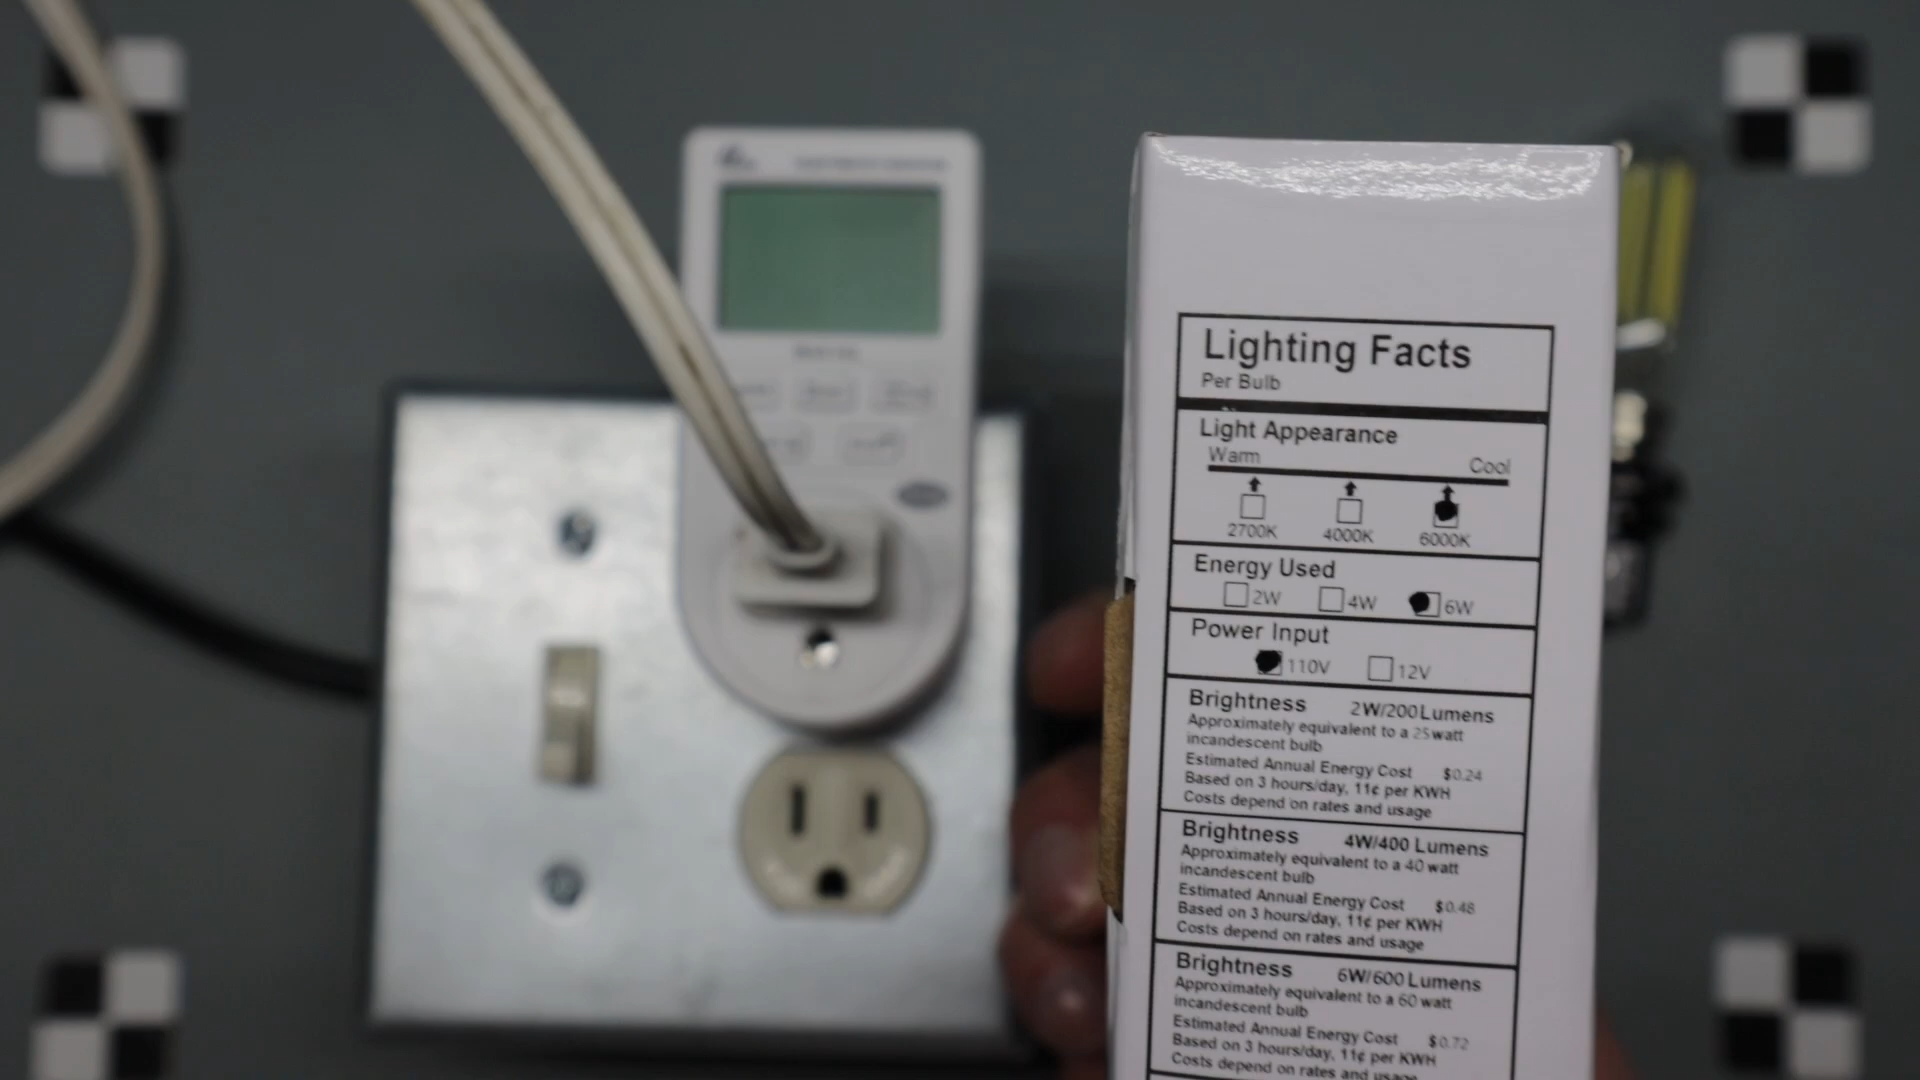 Lighting Facts
Per Bulb
Light Appearance
Warm Cool
2700K 4000K 6000K
Energy Used
2W 4W 6W
Power Input
110V 12V
Brightness 2W/200Lumens
Approximately equivalent to a 25watt
incandescent bulb
Estimated Annual Energy Cost $0.24
Based on 3 hours/day, 11¢ per KWH
Costs depend on rates and usage
Brightness 4W/400 Lumens
Approximately equivalent to a 40 watt
incandescent bulb
Estimated Annual Energy Cost $0.48
Based on 3 hours/day, 11¢ per KWH
Costs depend on rates and usage
Brightness 6W/600 Lumens
Approximately equivalent to a 60 watt
incandescent bulb
Estimated Annual Energy Cost $0.72
Based on 3 hours/day, 11¢ per KWH
Costs depend on rates and usage